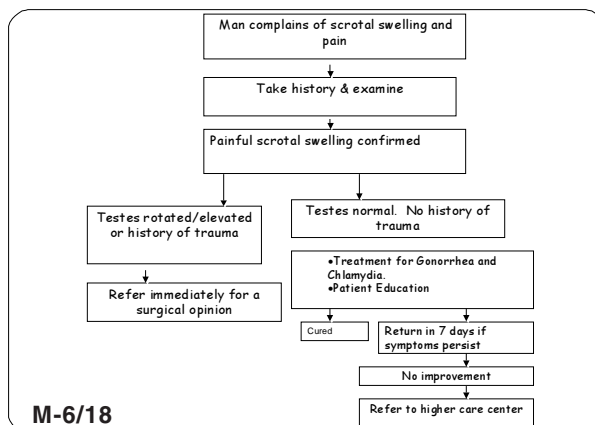 Man complains of scrotal swelling and
pain
Take history & examine
Painful scrotal swelling confirmed
Testes rotated/elevated
or history of trauma
Testes normal. No history of
trauma
Refer immediately for a
surgical opinion
•Treatment for Gonorrhea and
Chlamydia.
•Patient Education
Cured
Return in 7 days if
symptoms persist
No improvement
Refer to higher care center
M-6/18